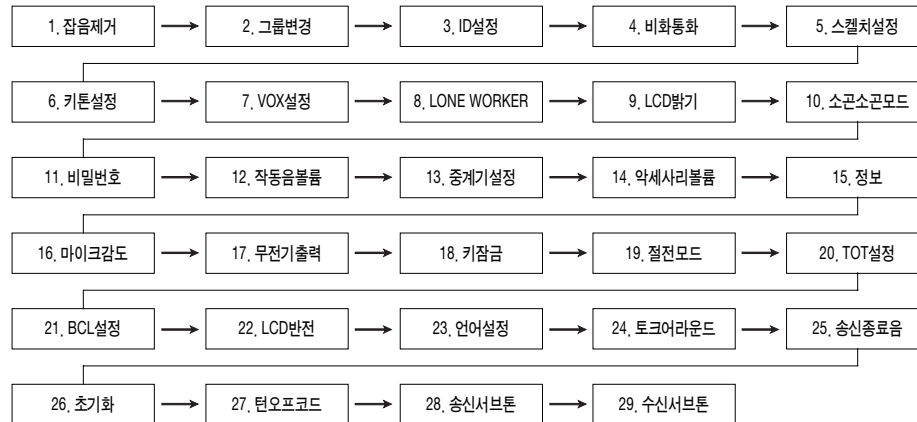 1. 잡음제거
2. 그룹변경
3. ID설정
4. 비화통화
5. 스켈치설정
6. 키톤설정
7. VOX설정
8. LONE WORKER
9. LCD밝기
10. 소곤소곤모드
11. 비밀번호
12. 작동음볼륨
13. 중계기설정
14. 악세사리볼륨
15. 정보
16. 마이크감도
17. 무전기출력
18. 키잠금
19. 절전모드
20. TOT설정
21. BCL설정
22. LCD반전
23. 언어설정
24. 토크어라운드
25. 송신종료음
26. 초기화
27. 턴오프코드
28. 송신서브톤
29. 수신서브톤